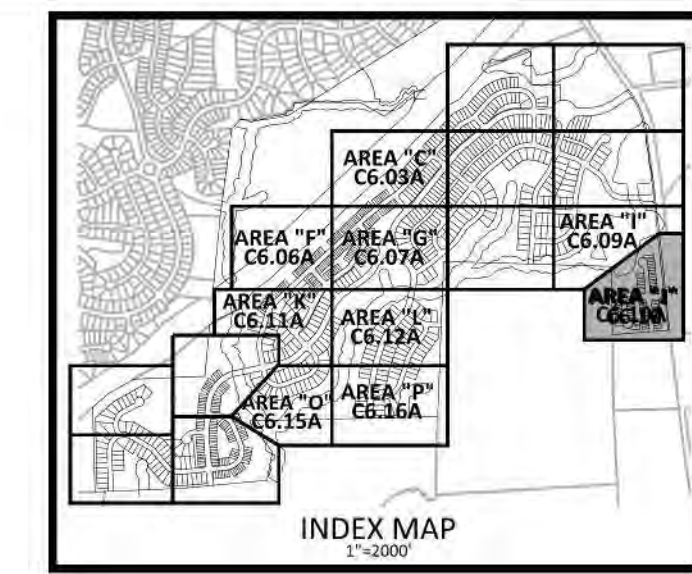 AREA "C"
C6.03A
AREA "F"
C6.06A
AREA "G"
C6.07A
AREA "I"
C6.09A
AREA "J"
AREA "K"
C6.11A
AREA "L"
C6.12A
AREA "O"
C6.15A
AREA "P"
C6.16A
INDEX MAP
1"=2000'